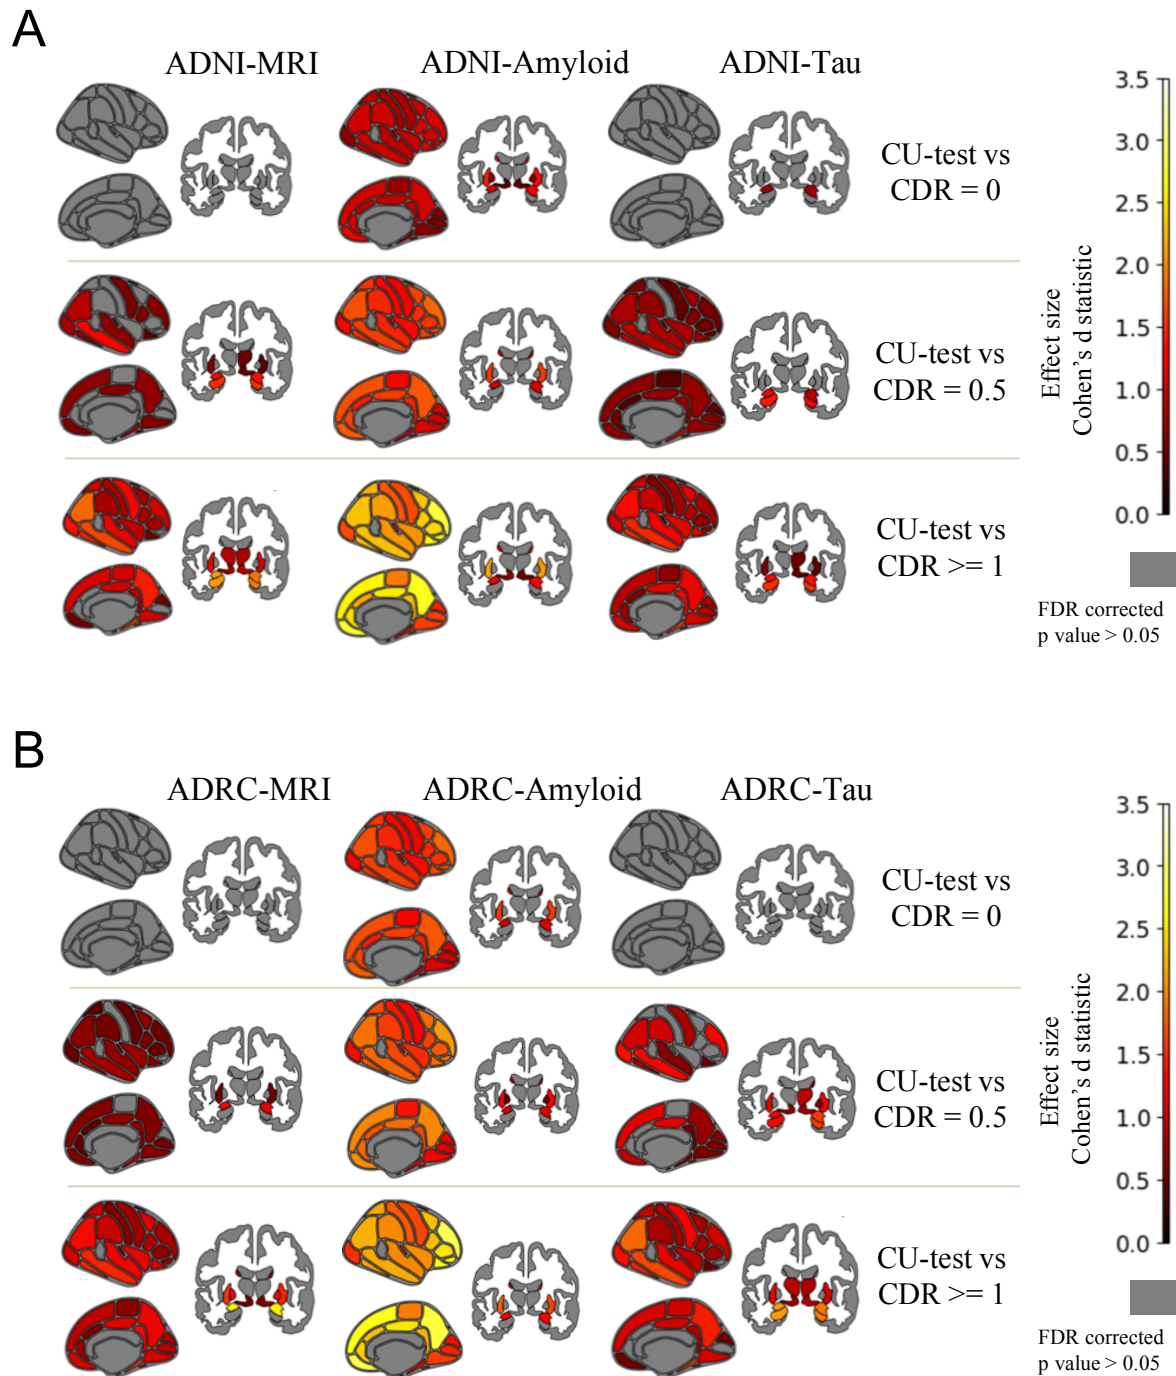 A
ADNI-MRI
ADNI-Amyloid
ADNI-Tau
CU-test vs
CDR = 0
CU-test vs
CDR = 0.5
CU-test vs
CDR >= 1
3.5
3.0
2.5
2.0
1.5
1.0
0.5
0.0
Effect size
Cohen's d statistic
FDR corrected
p value > 0.05
B
ADRC-MRI
ADRC-Amyloid
ADRC-Tau
CU-test vs
CDR = 0
CU-test vs
CDR = 0.5
CU-test vs
CDR >= 1
3.5
3.0
2.5
2.0
1.5
1.0
0.5
0.0
Effect size
Cohen's d statistic
FDR corrected
p value > 0.05